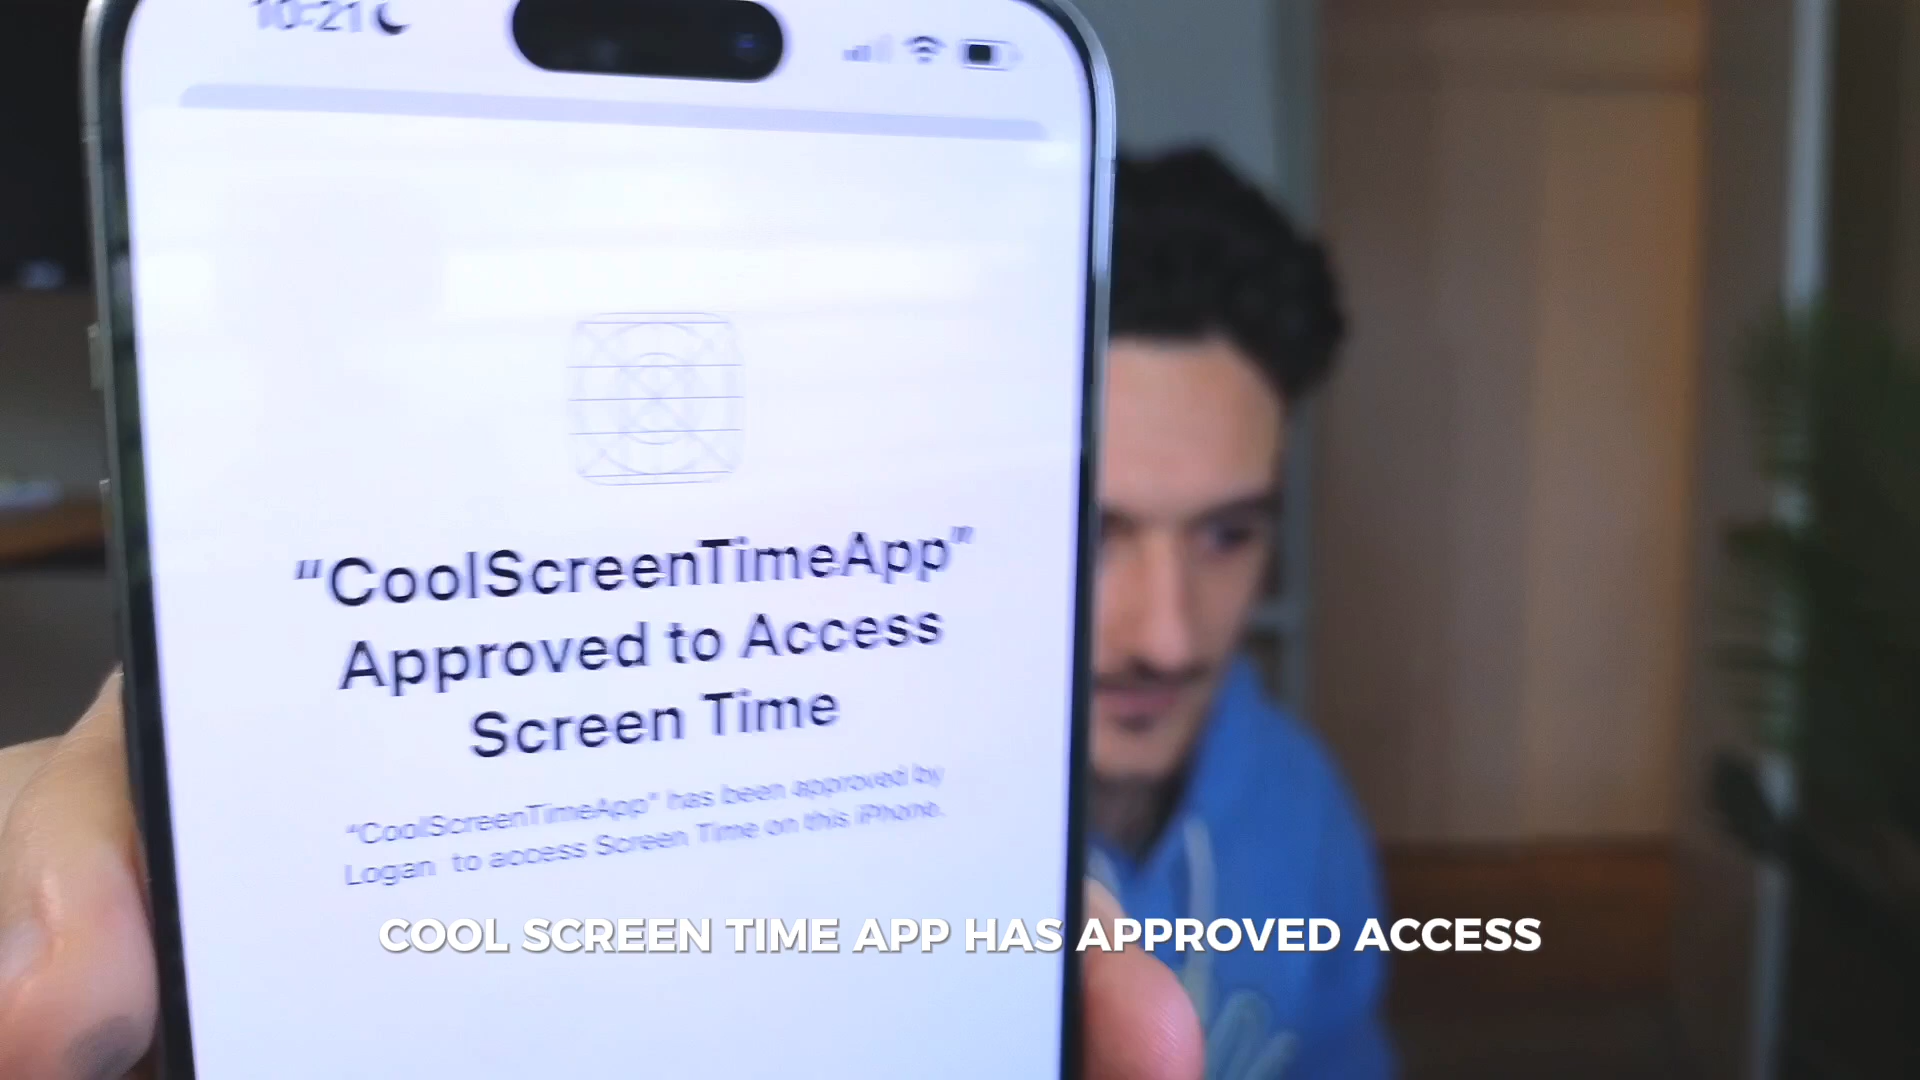 10:21
“CoolScreenTimeApp”
Approved to Access
Screen Time
“CoolScreenTimeApp” has been approved by
Logan to access Screen Time on this iPhone.
COOL SCREEN TIME APP HAS APPROVED ACCESS